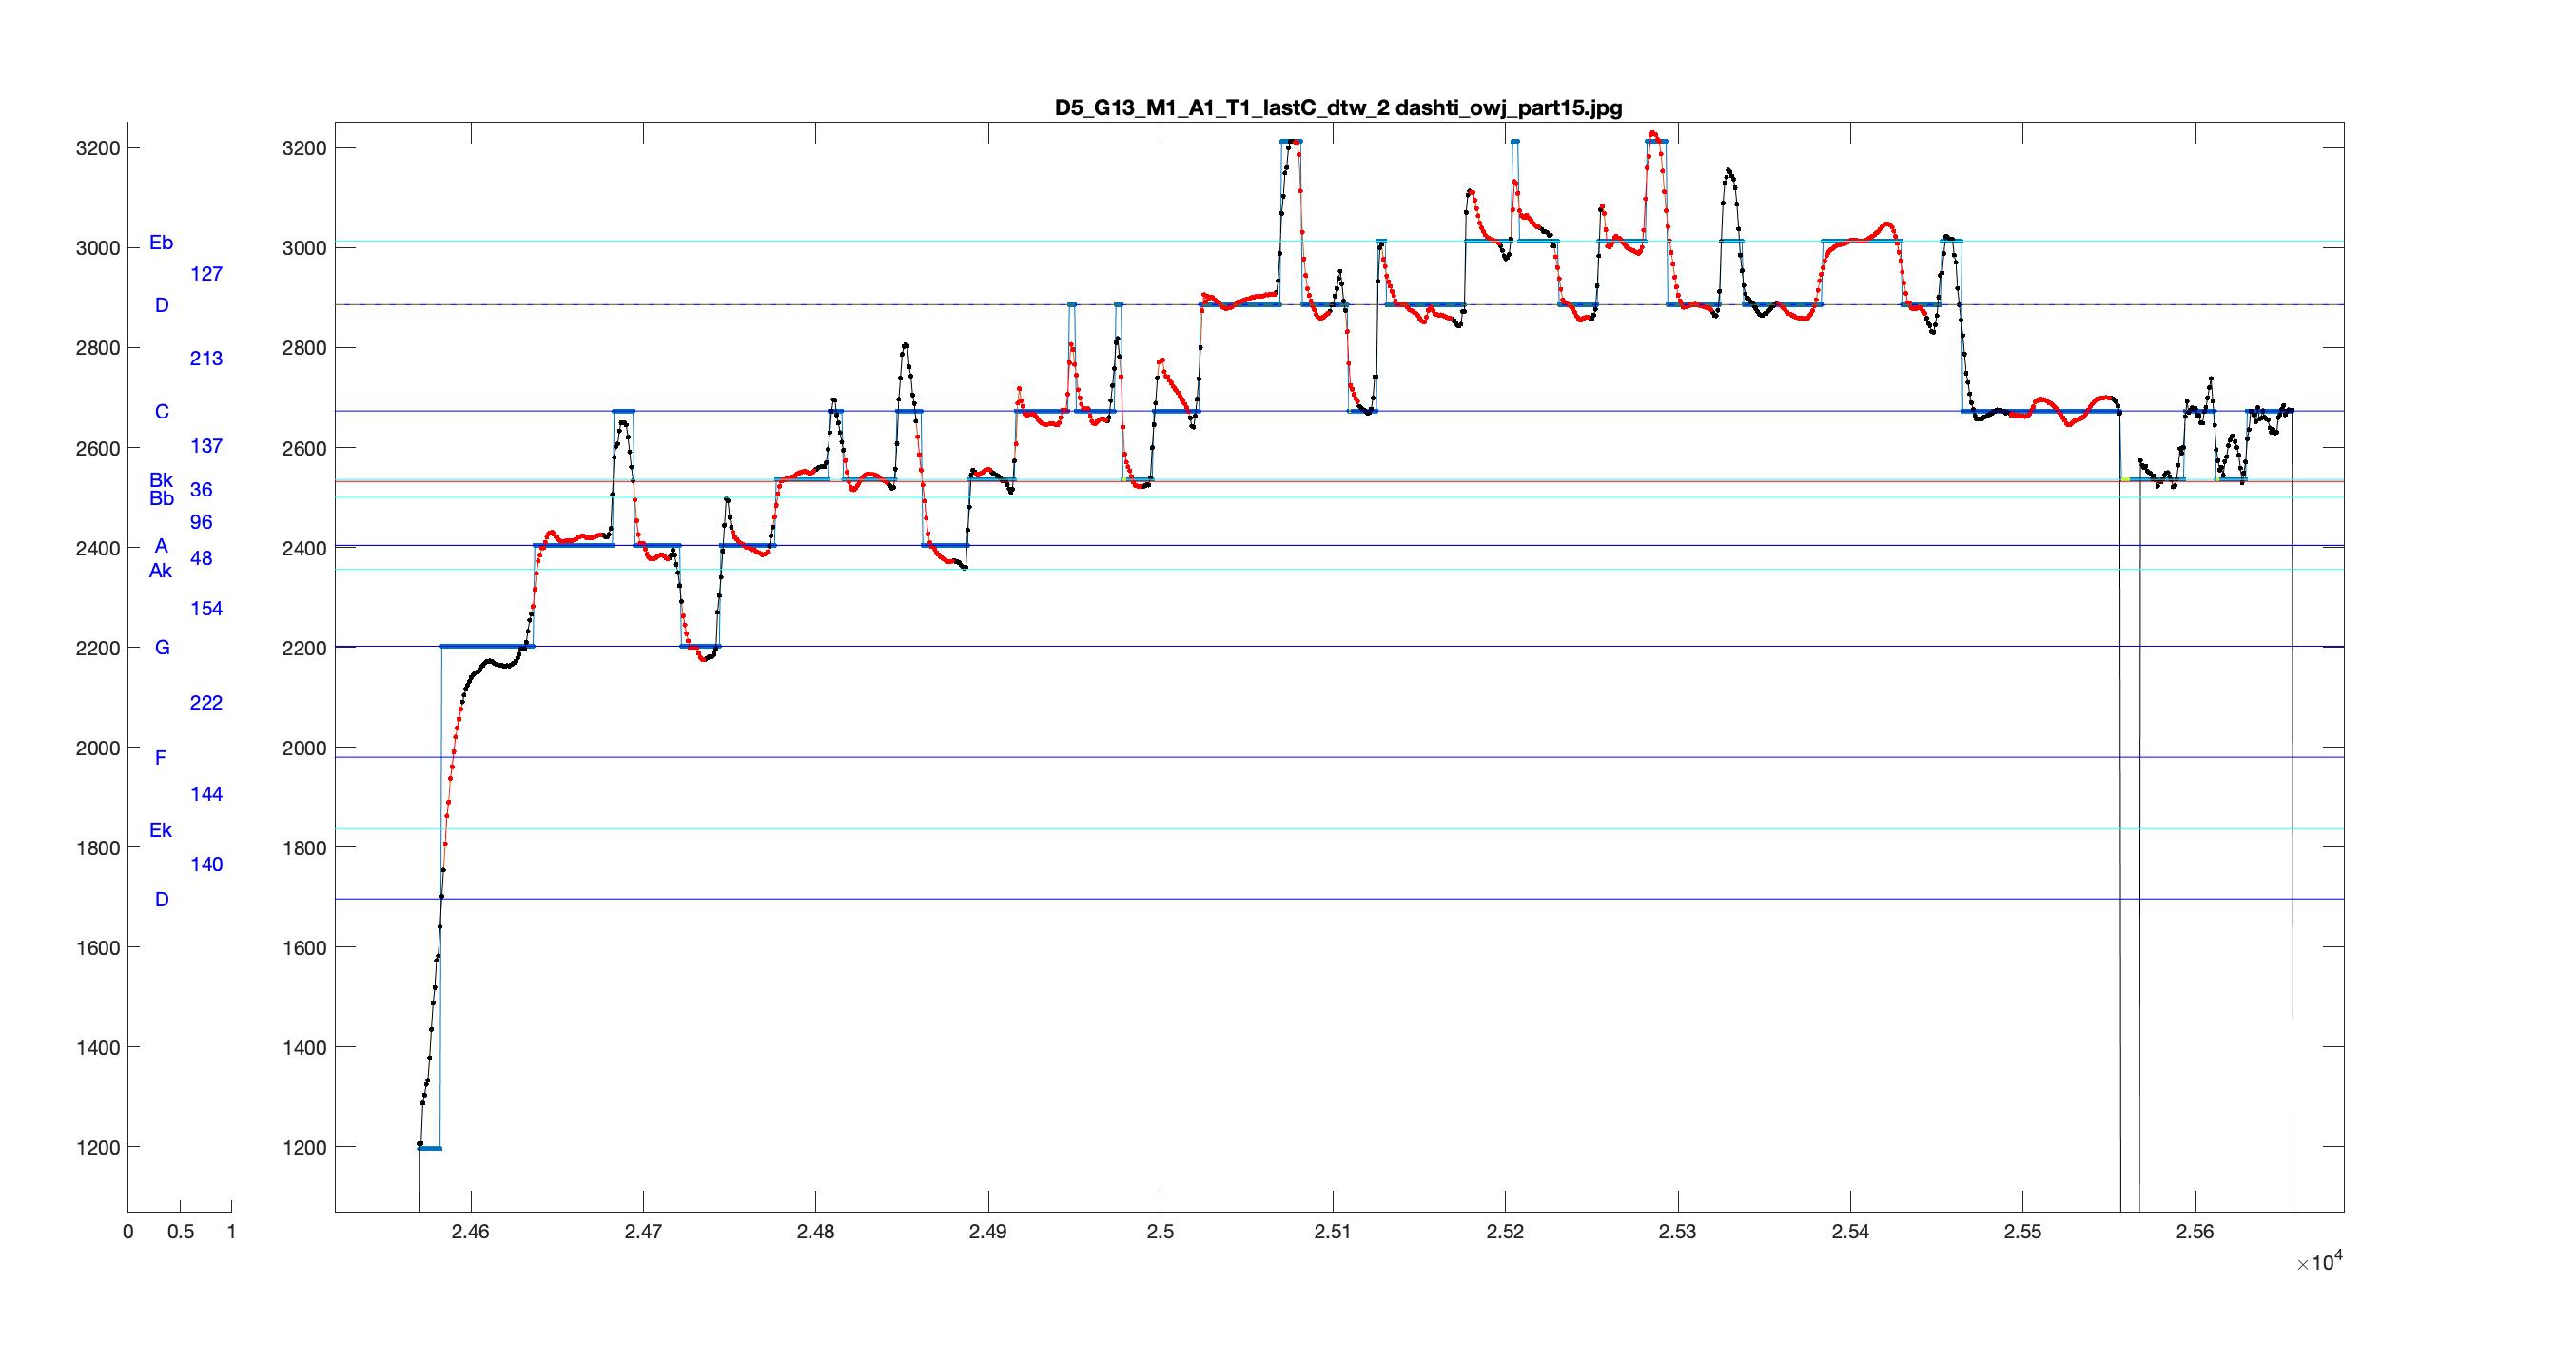 D5_G13_M1_A1_T1_lastC_dtw_2 dashti_owj_part15.jpg
3200
3000
2800
2600
2400
2200
2000
1800
1600
1400
1200
0 0.5 1
Eb
127
D
213
C
137
Bk
36
Bb
96
A
48
Ak
154
G
222
F
144
Ek
140
D
3200
3000
2800
2600
2400
2200
2000
1800
1600
1400
1200
2.46 2.47 2.48 2.49 2.5 2.51 2.52 2.53 2.54 2.55 2.56
×10⁴